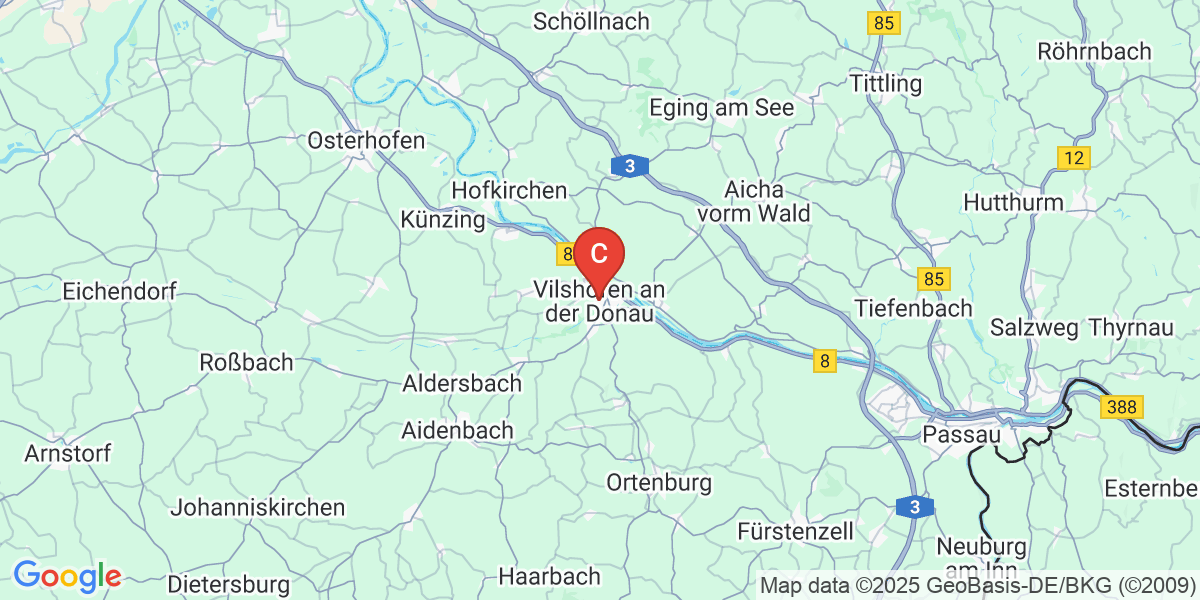 Schöllnach
85
Röhrnbach
Tittling
Eging am See
Osterhofen
12
3
Hofkirchen
Aicha
vorm Wald
Hutthurm
Künzing
8
C
85
Eichendorf
Vilshofen an
der Donau
Tiefenbach
Salzweg
Thyrnau
Roßbach
8
Aldersbach
388
Aidenbach
Passau
Arnstorf
Ortenburg
Johanniskirchen
3
Fürstenzell
Neuburg
am Inn
Google
Dietersburg
Haarbach
Map data ©2025 GeoBasis-DE/BKG (©2009)